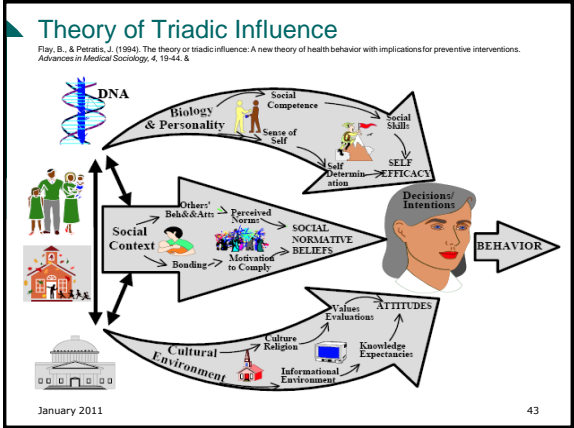 Theory of Triadic Influence
Flay, B., & Petratis, J. (1994). The theory or triadic influence: A new theory of health behavior with implications for preventive interventions.
Advances in Medical Sociology, 4, 19-44. &
DNA
Biology
& Personality
Social
Competence
Sense of
Self
Social
Skills
Self
Determin-
ation
SELF
EFFICACY
Social
Context
Others'
Beh&&Atts
Bonding
Perceived
Norms
Motivation
to Comply
SOCIAL
NORMATIVE
BELIEFS
Decisions/
Intentions
BEHAVIOR
Cultural
Environment
Culture
Religion
Informational
Environment
Values
Evaluations
Knowledge
Expectancies
ATTITUDES
January 2011
43